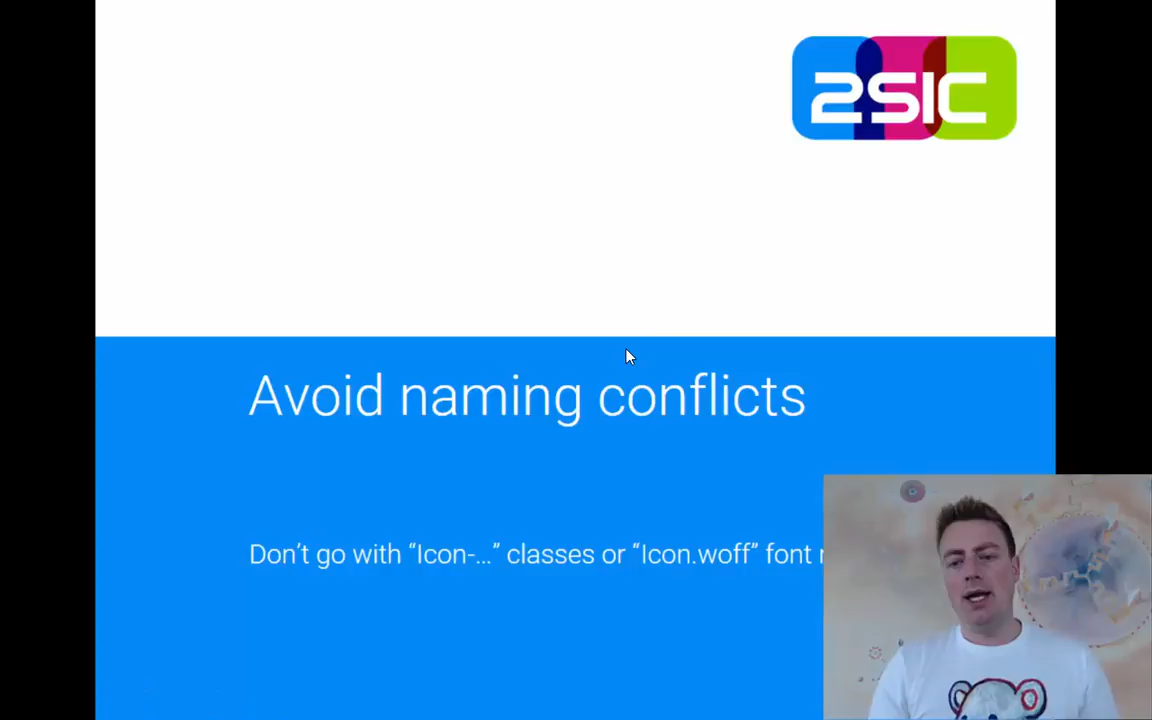 2SIC
Avoid naming conflicts
Don't go with “Icon-...” classes or “Icon.woff” font